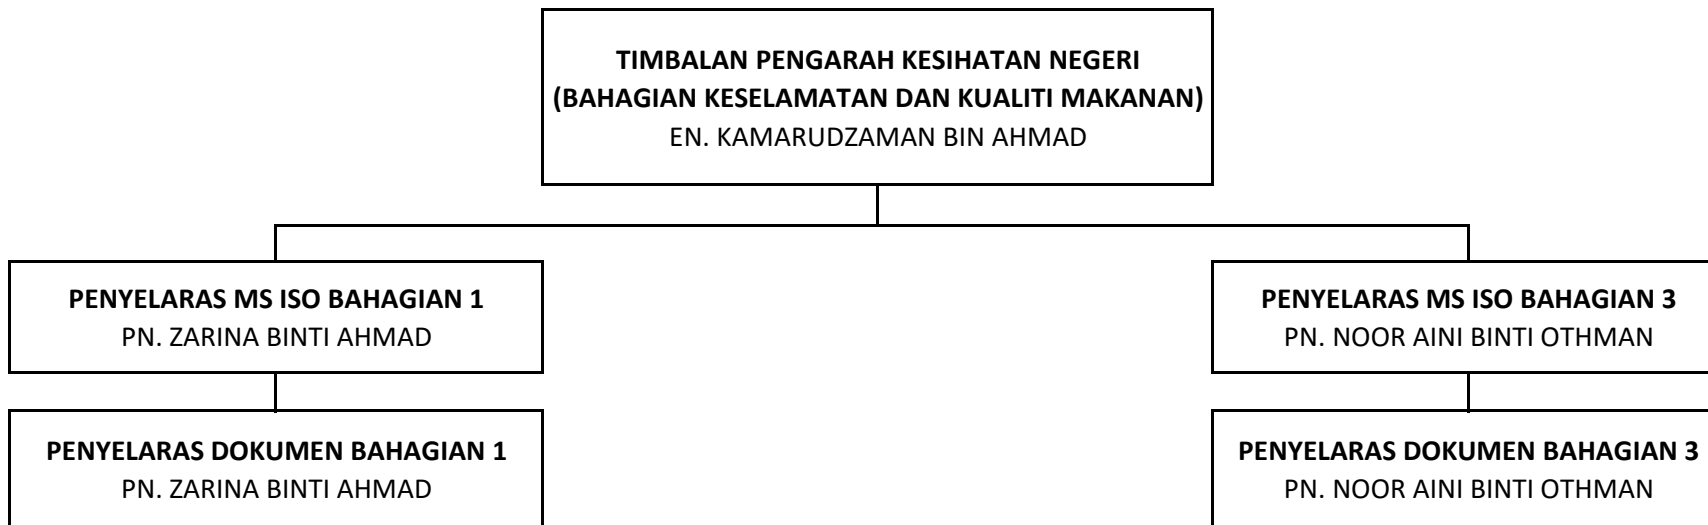 TIMBALAN PENGARAH KESIHATAN NEGERI
(BAHAGIAN KESELAMATAN DAN KUALITI MAKANAN)
EN. KAMARUDZAMAN BIN AHMAD
PENYELARAS MS ISO BAHAGIAN 1
PN. ZARINA BINTI AHMAD
PENYELARAS MS ISO BAHAGIAN 3
PN. NOOR AINI BINTI OTHMAN
PENYELARAS DOKUMEN BAHAGIAN 1
PN. ZARINA BINTI AHMAD
PENYELARAS DOKUMEN BAHAGIAN 3
PN. NOOR AINI BINTI OTHMAN